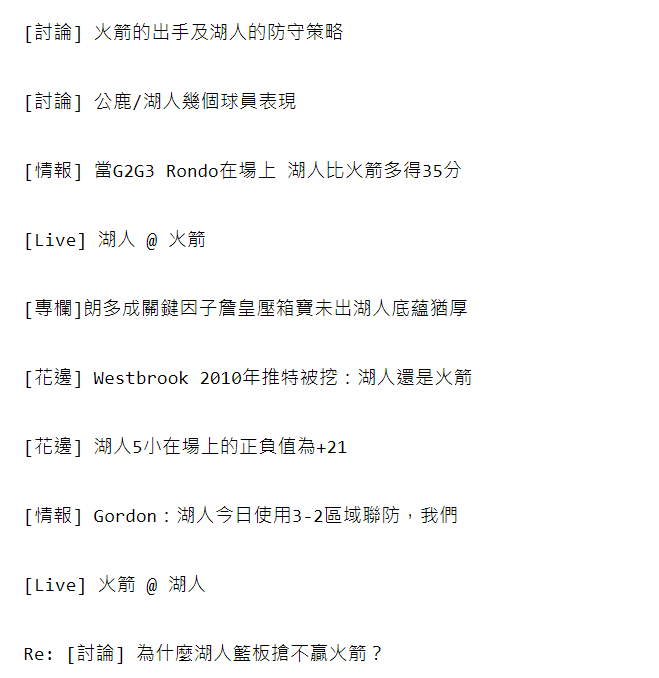 [討論] 火箭的出手及湖人的防守策略
[討論] 公鹿/湖人幾個球員表現
[情報] 當G2G3 Rondo在場上 湖人比火箭多得35分
[Live] 湖人 @ 火箭
[專欄]朗多成關鍵因子詹皇壓箱寶未出湖人底蘊猶厚
[花邊] Westbrook 2010年推特被挖：湖人還是火箭
[花邊] 湖人5小在場上的正負值為+21
[情報] Gordon：湖人今日使用3-2區域聯防，我們
[Live] 火箭 @ 湖人
Re: [討論] 為什麼湖人籃板搶不贏火箭？